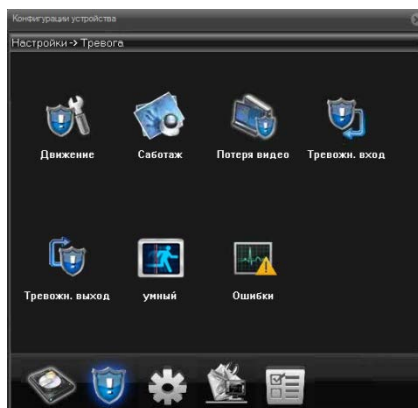 Конфигурации устройства
Настройки → Тревога
Движение Саботаж Потеря видео Тревожн. вход
Тревожн. выход умный Ошибки